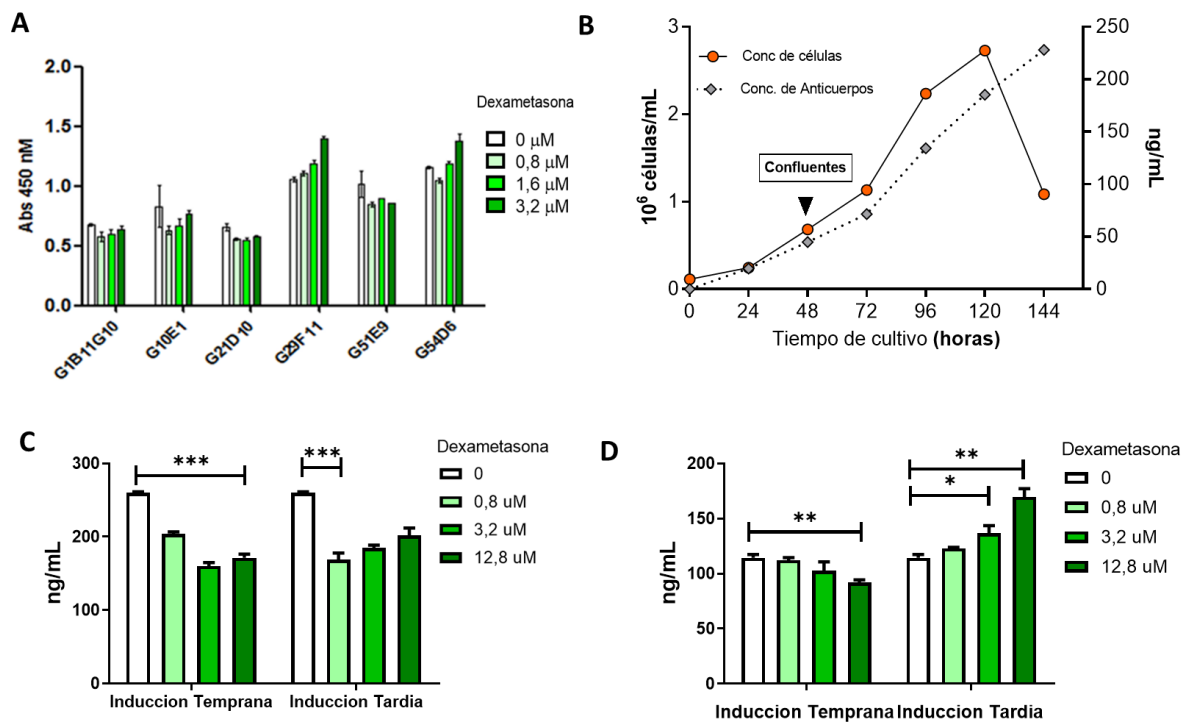 A
Abs 450 nM
2.0
1.5
1.0
0.5
0.0
G1B11G10
G10E1
G21D10
G29F11
G51E9
G54D6
Dexametasona
0 µM
0,8 µM
1,6 µM
3,2 µM
B
10⁶ células/mL
3
2
1
0
Conc de células
Conc. de Anticuerpos
Confluentes
250
200
150
100
50
0
ng/mL
0 24 48 72 96 120 144
Tiempo de cultivo (horas)
C
ng/mL
300
200
100
0
***
***
Induccion Temprana
Induccion Tardia
Dexametasona
0
0,8 uM
3,2 uM
12,8 uM
D
ng/mL
200
150
100
50
0
**
**
*
Induccion Temprana
Induccion Tardia
Dexametasona
0
0,8 uM
3,2 uM
12,8 uM